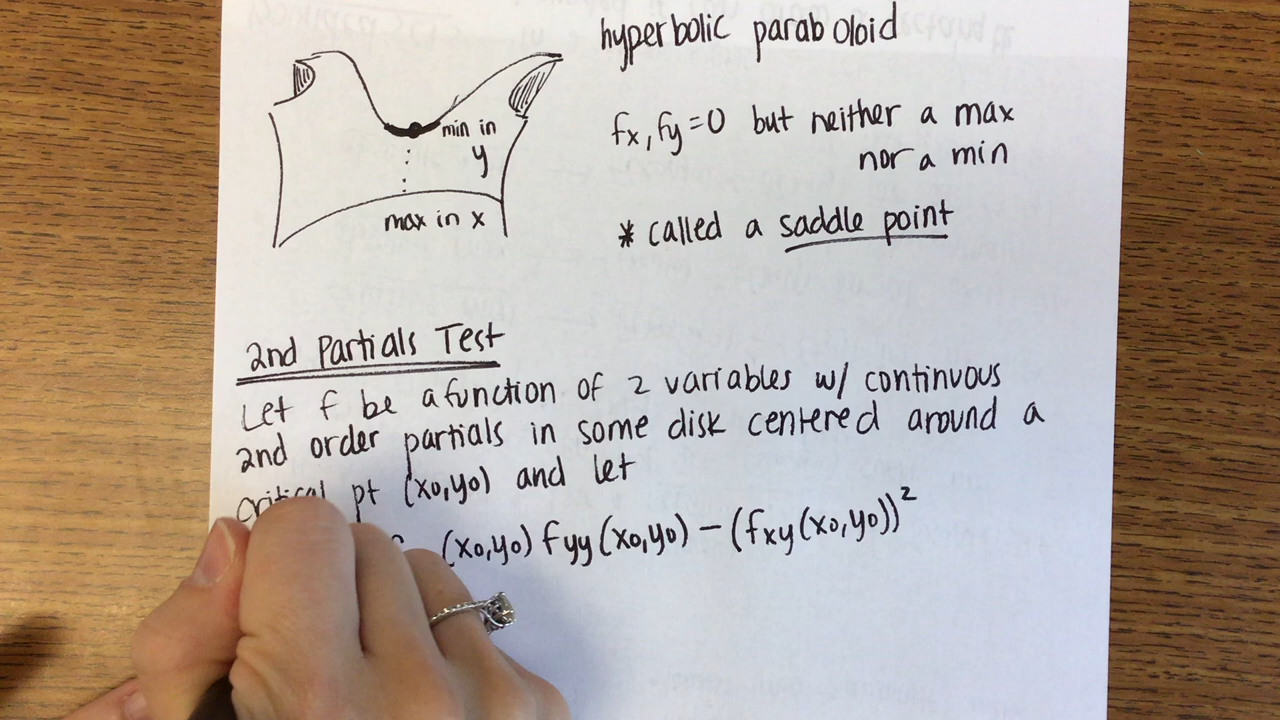 hyperbolic paraboloid
min in
y
max in x
fx, fy = 0 but neither a max
nor a min
* called a saddle point
2nd Partials Test
Let f be a function of 2 variables w/ continuous
2nd order partials in some disk centered around a
critical pt (x0,y0) and let
(x0,y0) fyy (x0,y0) − (fxy(x0,y0))²